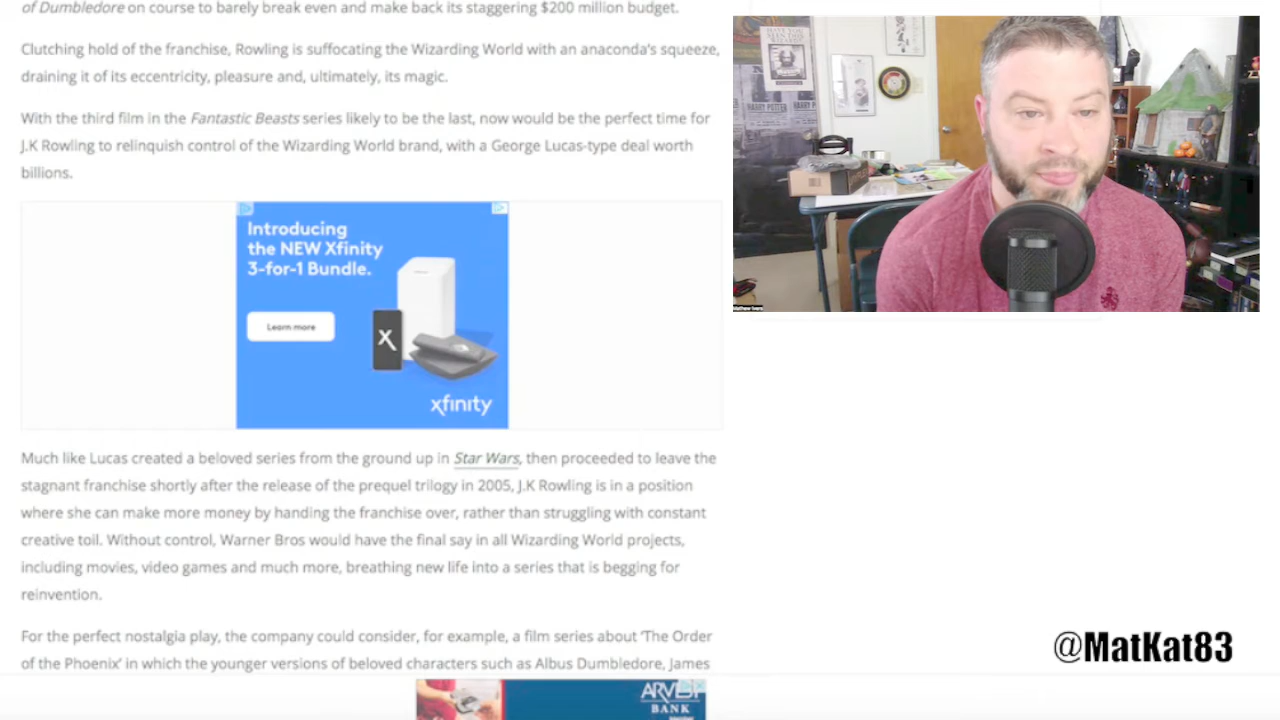 of Dumbledore on course to barely break even and make back its staggering $200 million budget.
Clutching hold of the franchise, Rowling is suffocating the Wizarding World with an anaconda's squeeze,
draining it of its eccentricity, pleasure and, ultimately, its magic.
With the third film in the Fantastic Beasts series likely to be the last, now would be the perfect time for
J.K Rowling to relinquish control of the Wizarding World brand, with a George Lucas-type deal worth
billions.
Introducing
the NEW Xfinity
3-for-1 Bundle.
Learn more
X
xfinity
Much like Lucas created a beloved series from the ground up in Star Wars, then proceeded to leave the
stagnant franchise shortly after the release of the prequel trilogy in 2005, J.K Rowling is in a position
where she can make more money by handing the franchise over, rather than struggling with constant
creative toil. Without control, Warner Bros would have the final say in all Wizarding World projects,
including movies, video games and much more, breathing new life into a series that is begging for
reinvention.
For the perfect nostalgia play, the company could consider, for example, a film series about 'The Order
of the Phoenix' in which the younger versions of beloved characters such as Albus Dumbledore, James
ARVEST
BANK
HAVE YOU
HARRY POTTER
@MatKat83